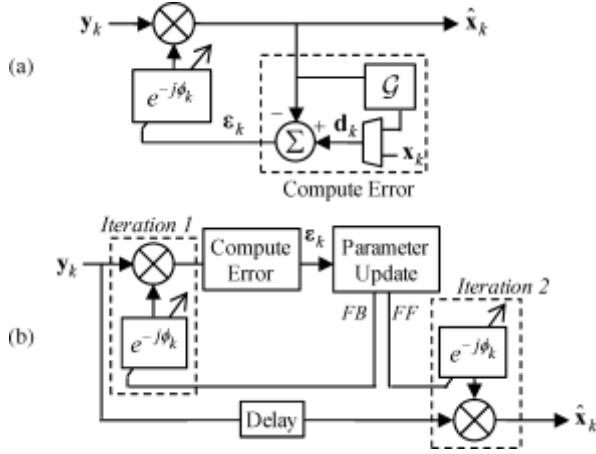 (a)
y_k
x̂_k
e^{-jϕ_k}
ε_k
G
−
+
d_k
Σ
x_k
Compute Error
(b)
Iteration 1
y_k
Compute Error
ε_k
Parameter Update
Iteration 2
FB
FF
e^{-jϕ_k}
e^{-jϕ_k}
Delay
x̂_k